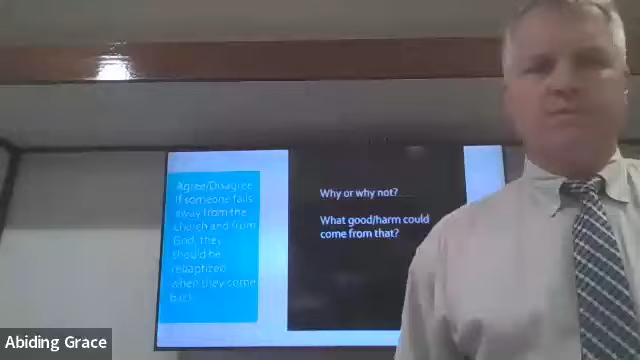 Agree/Disagree
If someone falls
away from the
church and from
God, they
should be
rebaptized
when they come
back.
Why or why not?
What good/harm could
come from that?
Abiding Grace